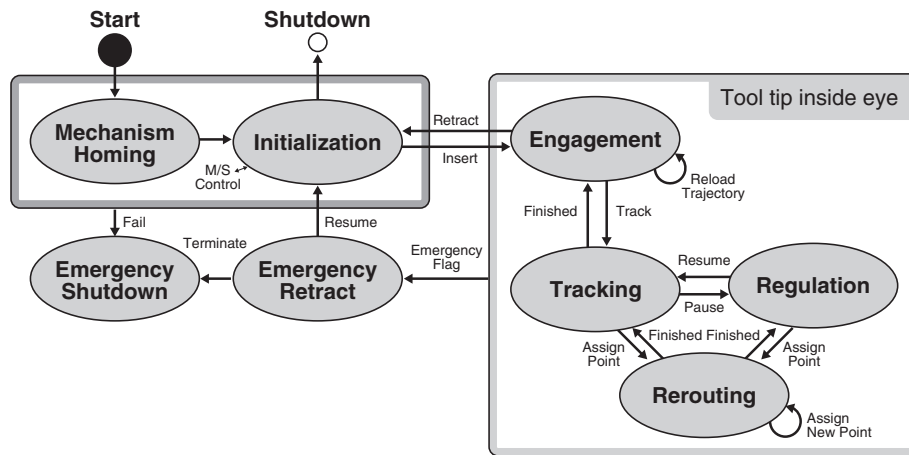 Start
Shutdown
Tool tip inside eye
Mechanism
Homing
Initialization
M/S
Control
Retract
Insert
Engagement
Reload
Trajectory
Fail
Resume
Finished
Track
Terminate
Emergency
Flag
Emergency
Shutdown
Emergency
Retract
Tracking
Resume
Pause
Regulation
Assign
Point
Finished Finished
Assign
Point
Rerouting
Assign
New Point